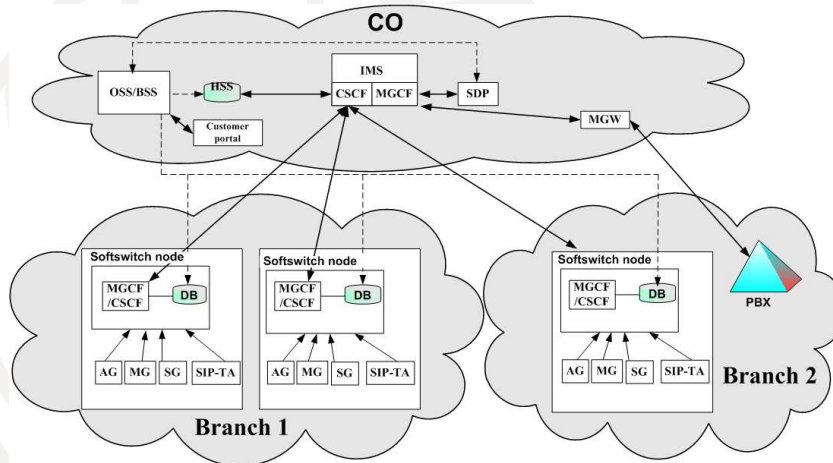 CO
IMS
OSS/BSS
HSS
CSCF
MGCF
SDP
Customer
portal
MGW
Softswitch node
MGCF
/CSCF
DB
AG
MG
SG
SIP-TA
Softswitch node
MGCF
/CSCF
DB
AG
MG
SG
SIP-TA
Branch 1
Softswitch node
MGCF
/CSCF
DB
AG
MG
SG
SIP-TA
PBX
Branch 2